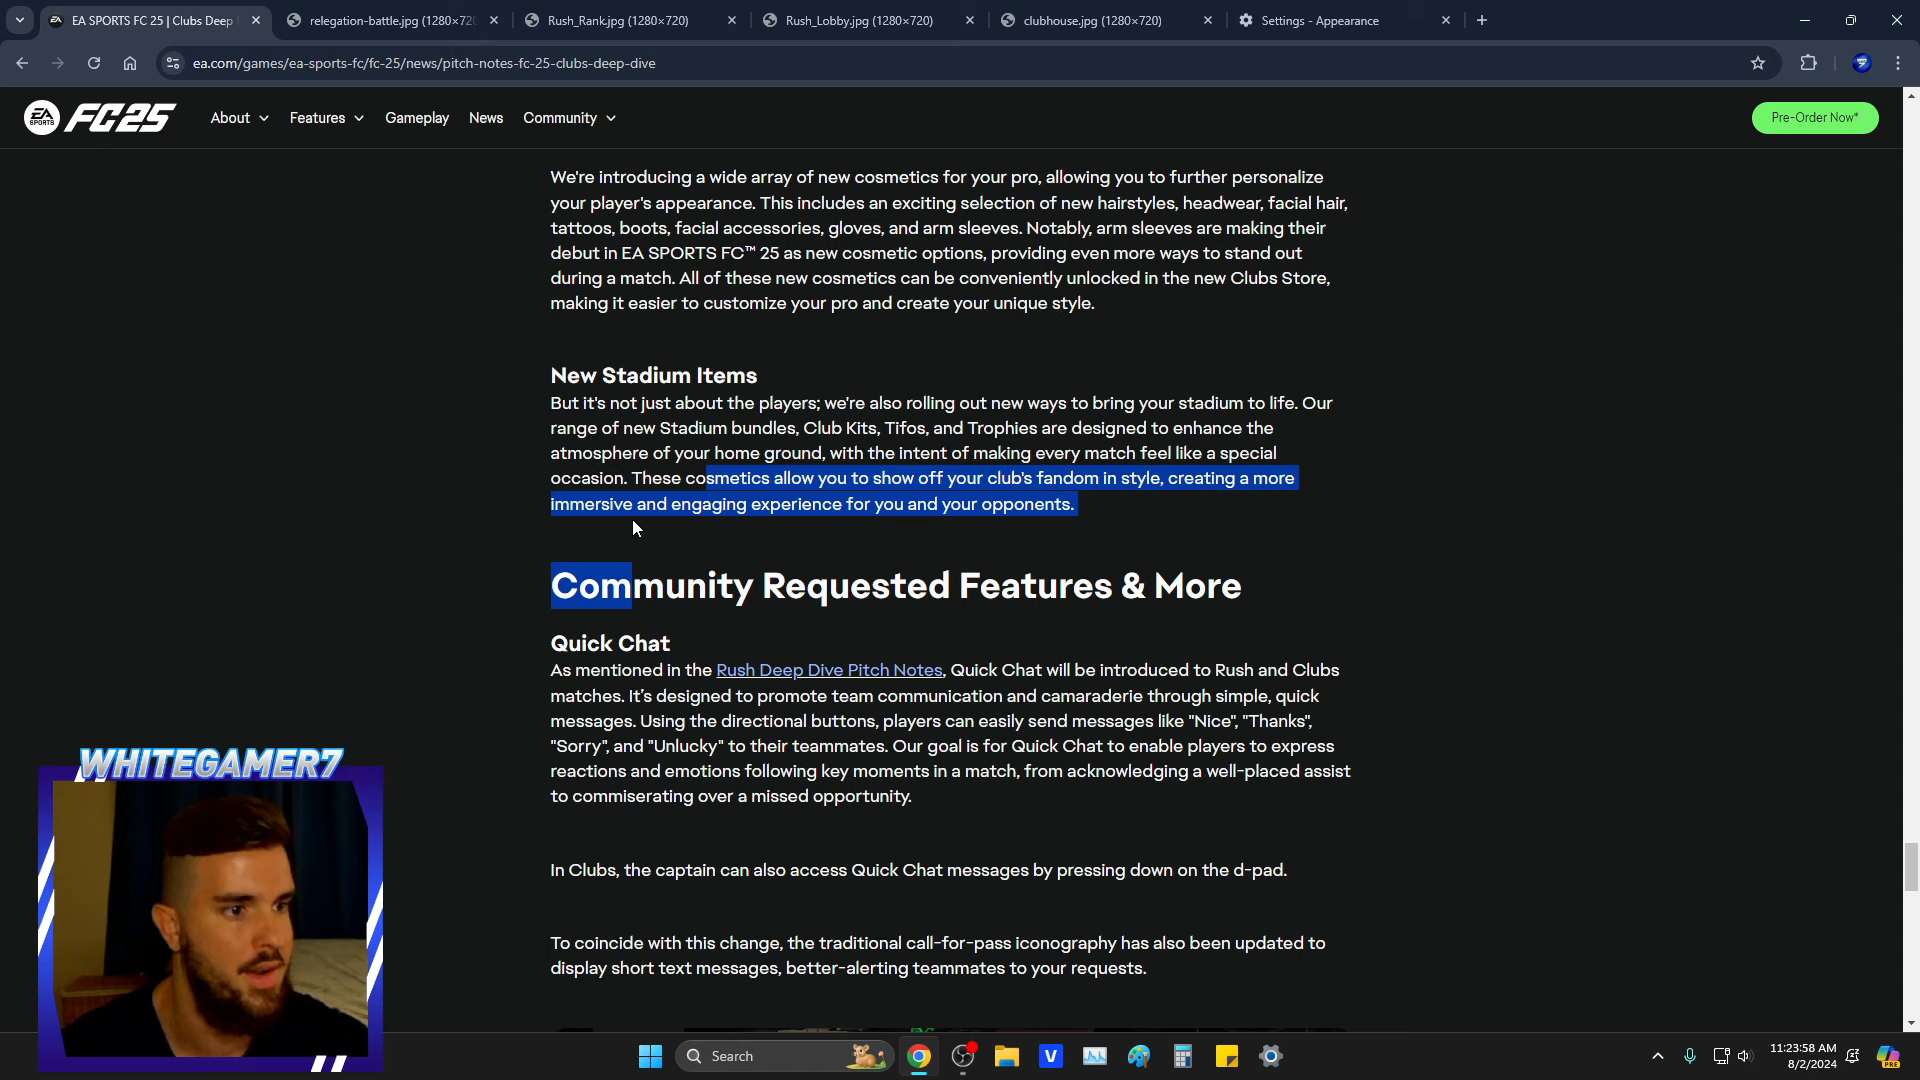 EA SPORTS FC 25 | Clubs Deep
relegation-battle.jpg (1280×720
Rush_Rank.jpg (1280×720)
Rush_Lobby.jpg (1280×720)
clubhouse.jpg (1280×720)
Settings - Appearance
ea.com/games/ea-sports-fc/fc-25/news/pitch-notes-fc-25-clubs-deep-dive
EA SPORTS FC25
About
Features
Gameplay
News
Community
Pre-Order Now*
We're introducing a wide array of new cosmetics for your pro, allowing you to further personalize
your player's appearance. This includes an exciting selection of new hairstyles, headwear, facial hair,
tattoos, boots, facial accessories, gloves, and arm sleeves. Notably, arm sleeves are making their
debut in EA SPORTS FC™ 25 as new cosmetic options, providing even more ways to stand out
during a match. All of these new cosmetics can be conveniently unlocked in the new Clubs Store,
making it easier to customize your pro and create your unique style.
New Stadium Items
But it's not just about the players; we're also rolling out new ways to bring your stadium to life. Our
range of new Stadium bundles, Club Kits, Tifos, and Trophies are designed to enhance the
atmosphere of your home ground, with the intent of making every match feel like a special
occasion. These cosmetics allow you to show off your club's fandom in style, creating a more
immersive and engaging experience for you and your opponents.
Community Requested Features & More
Quick Chat
As mentioned in the Rush Deep Dive Pitch Notes, Quick Chat will be introduced to Rush and Clubs
matches. It's designed to promote team communication and camaraderie through simple, quick
messages. Using the directional buttons, players can easily send messages like "Nice", "Thanks",
"Sorry", and "Unlucky" to their teammates. Our goal is for Quick Chat to enable players to express
reactions and emotions following key moments in a match, from acknowledging a well-placed assist
to commiserating over a missed opportunity.
In Clubs, the captain can also access Quick Chat messages by pressing down on the d-pad.
To coincide with this change, the traditional call-for-pass iconography has also been updated to
display short text messages, better-alerting teammates to your requests.
WHITEGAMER7
Search
V
11:23:58 AM
8/2/2024
PRE